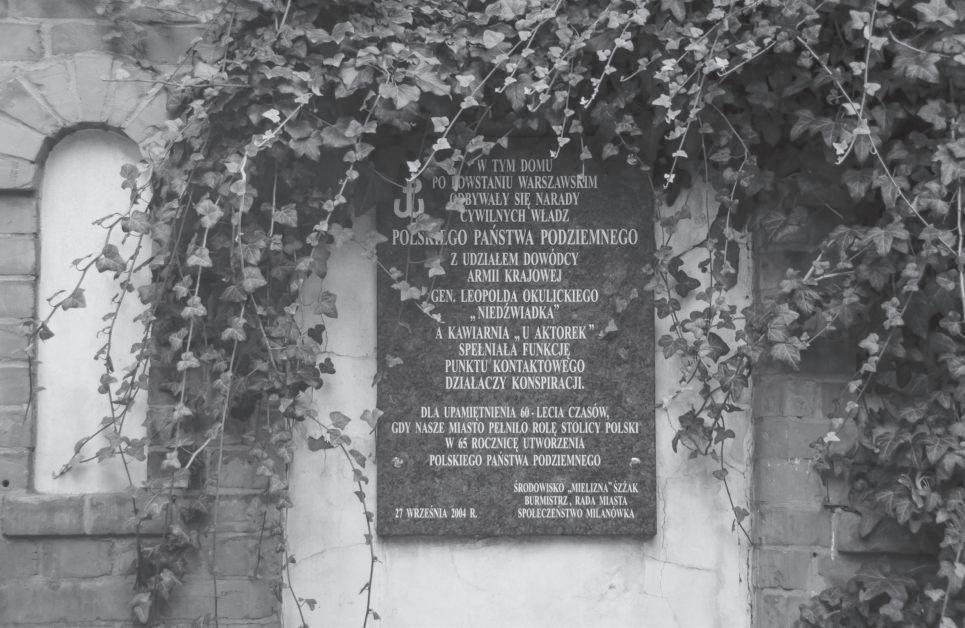 W TYM DOMU
PO POWSTANIU WARSZAWSKIM
ODBYWAŁY SIĘ NARADY
CYWILNYCH WŁADZ
POLSKIEGO PAŃSTWA PODZIEMNEGO
Z UDZIAŁEM DOWÓDCY
ARMII KRAJOWEJ
GEN. LEOPOLDA OKULICKIEGO
„NIEDŹWIADKA”
A KAWIARNIA „U AKTOREK”
SPEŁNIAŁA FUNKCJĘ
PUNKTU KONTAKTOWEGO
DZIAŁACZY KONSPIRACJI.
DLA UPAMIĘTNIENIA 60 - LECIA CZASÓW,
GDY NASZE MIASTO PEŁNIŁO ROLĘ STOLICY POLSKI
W 65 ROCZNICĘ UTWORZENIA
POLSKIEGO PAŃSTWA PODZIEMNEGO
ŚRODOWISKO „MIELIZNA” ŚZŻAK
BURMISTRZ, RADA MIASTA
27 WRZEŚNIA 2004 R. SPOŁECZEŃSTWO MILANÓWKA